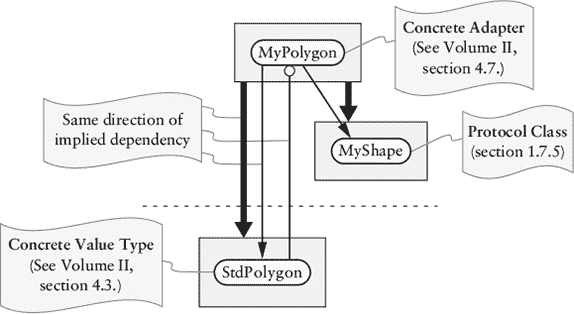 Concrete Adapter
(See Volume II,
section 4.7.)
MyPolygon
Same direction of
implied dependency
MyShape
Protocol Class
(section 1.7.5)
Concrete Value Type
(See Volume II,
section 4.3.)
StdPolygon